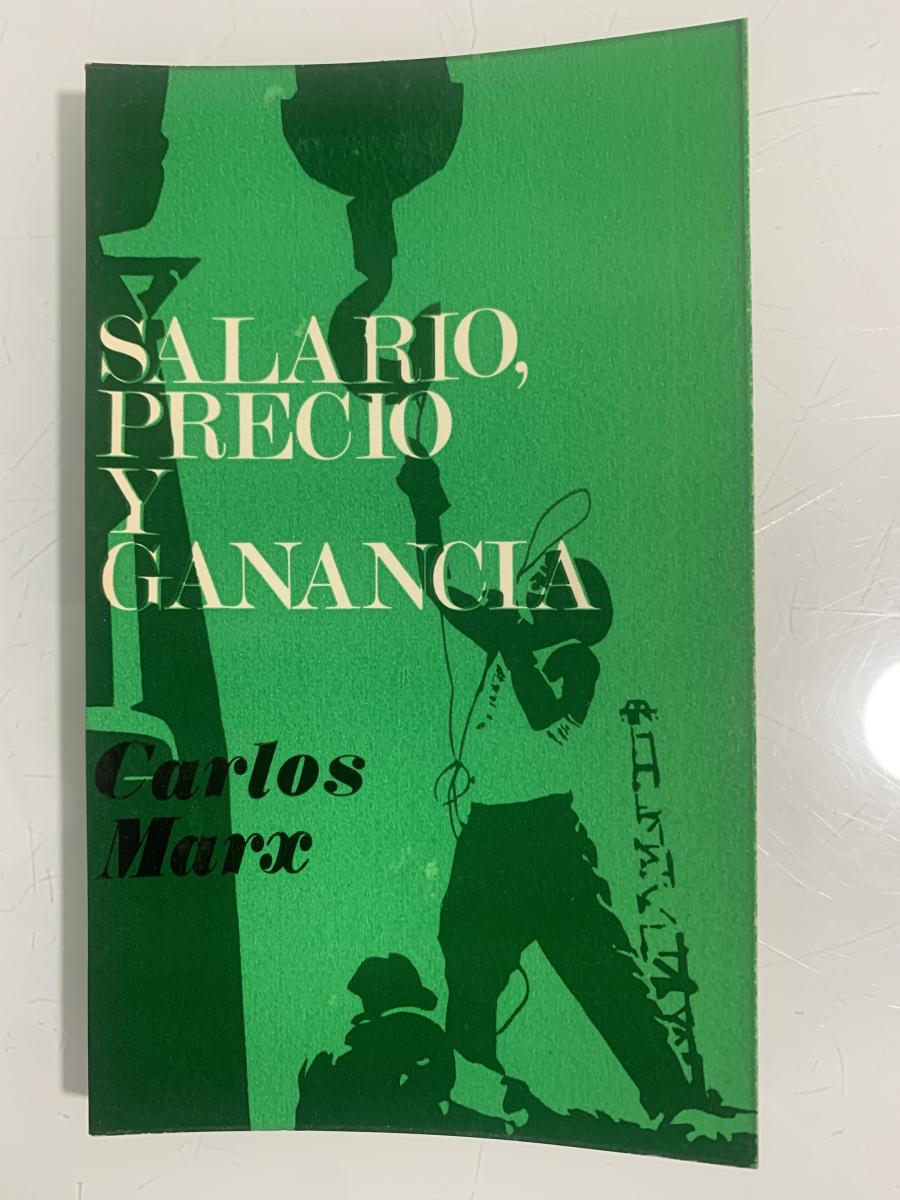 SALARIO,
PRECIO
Y
GANANCIA
Carlos
Marx